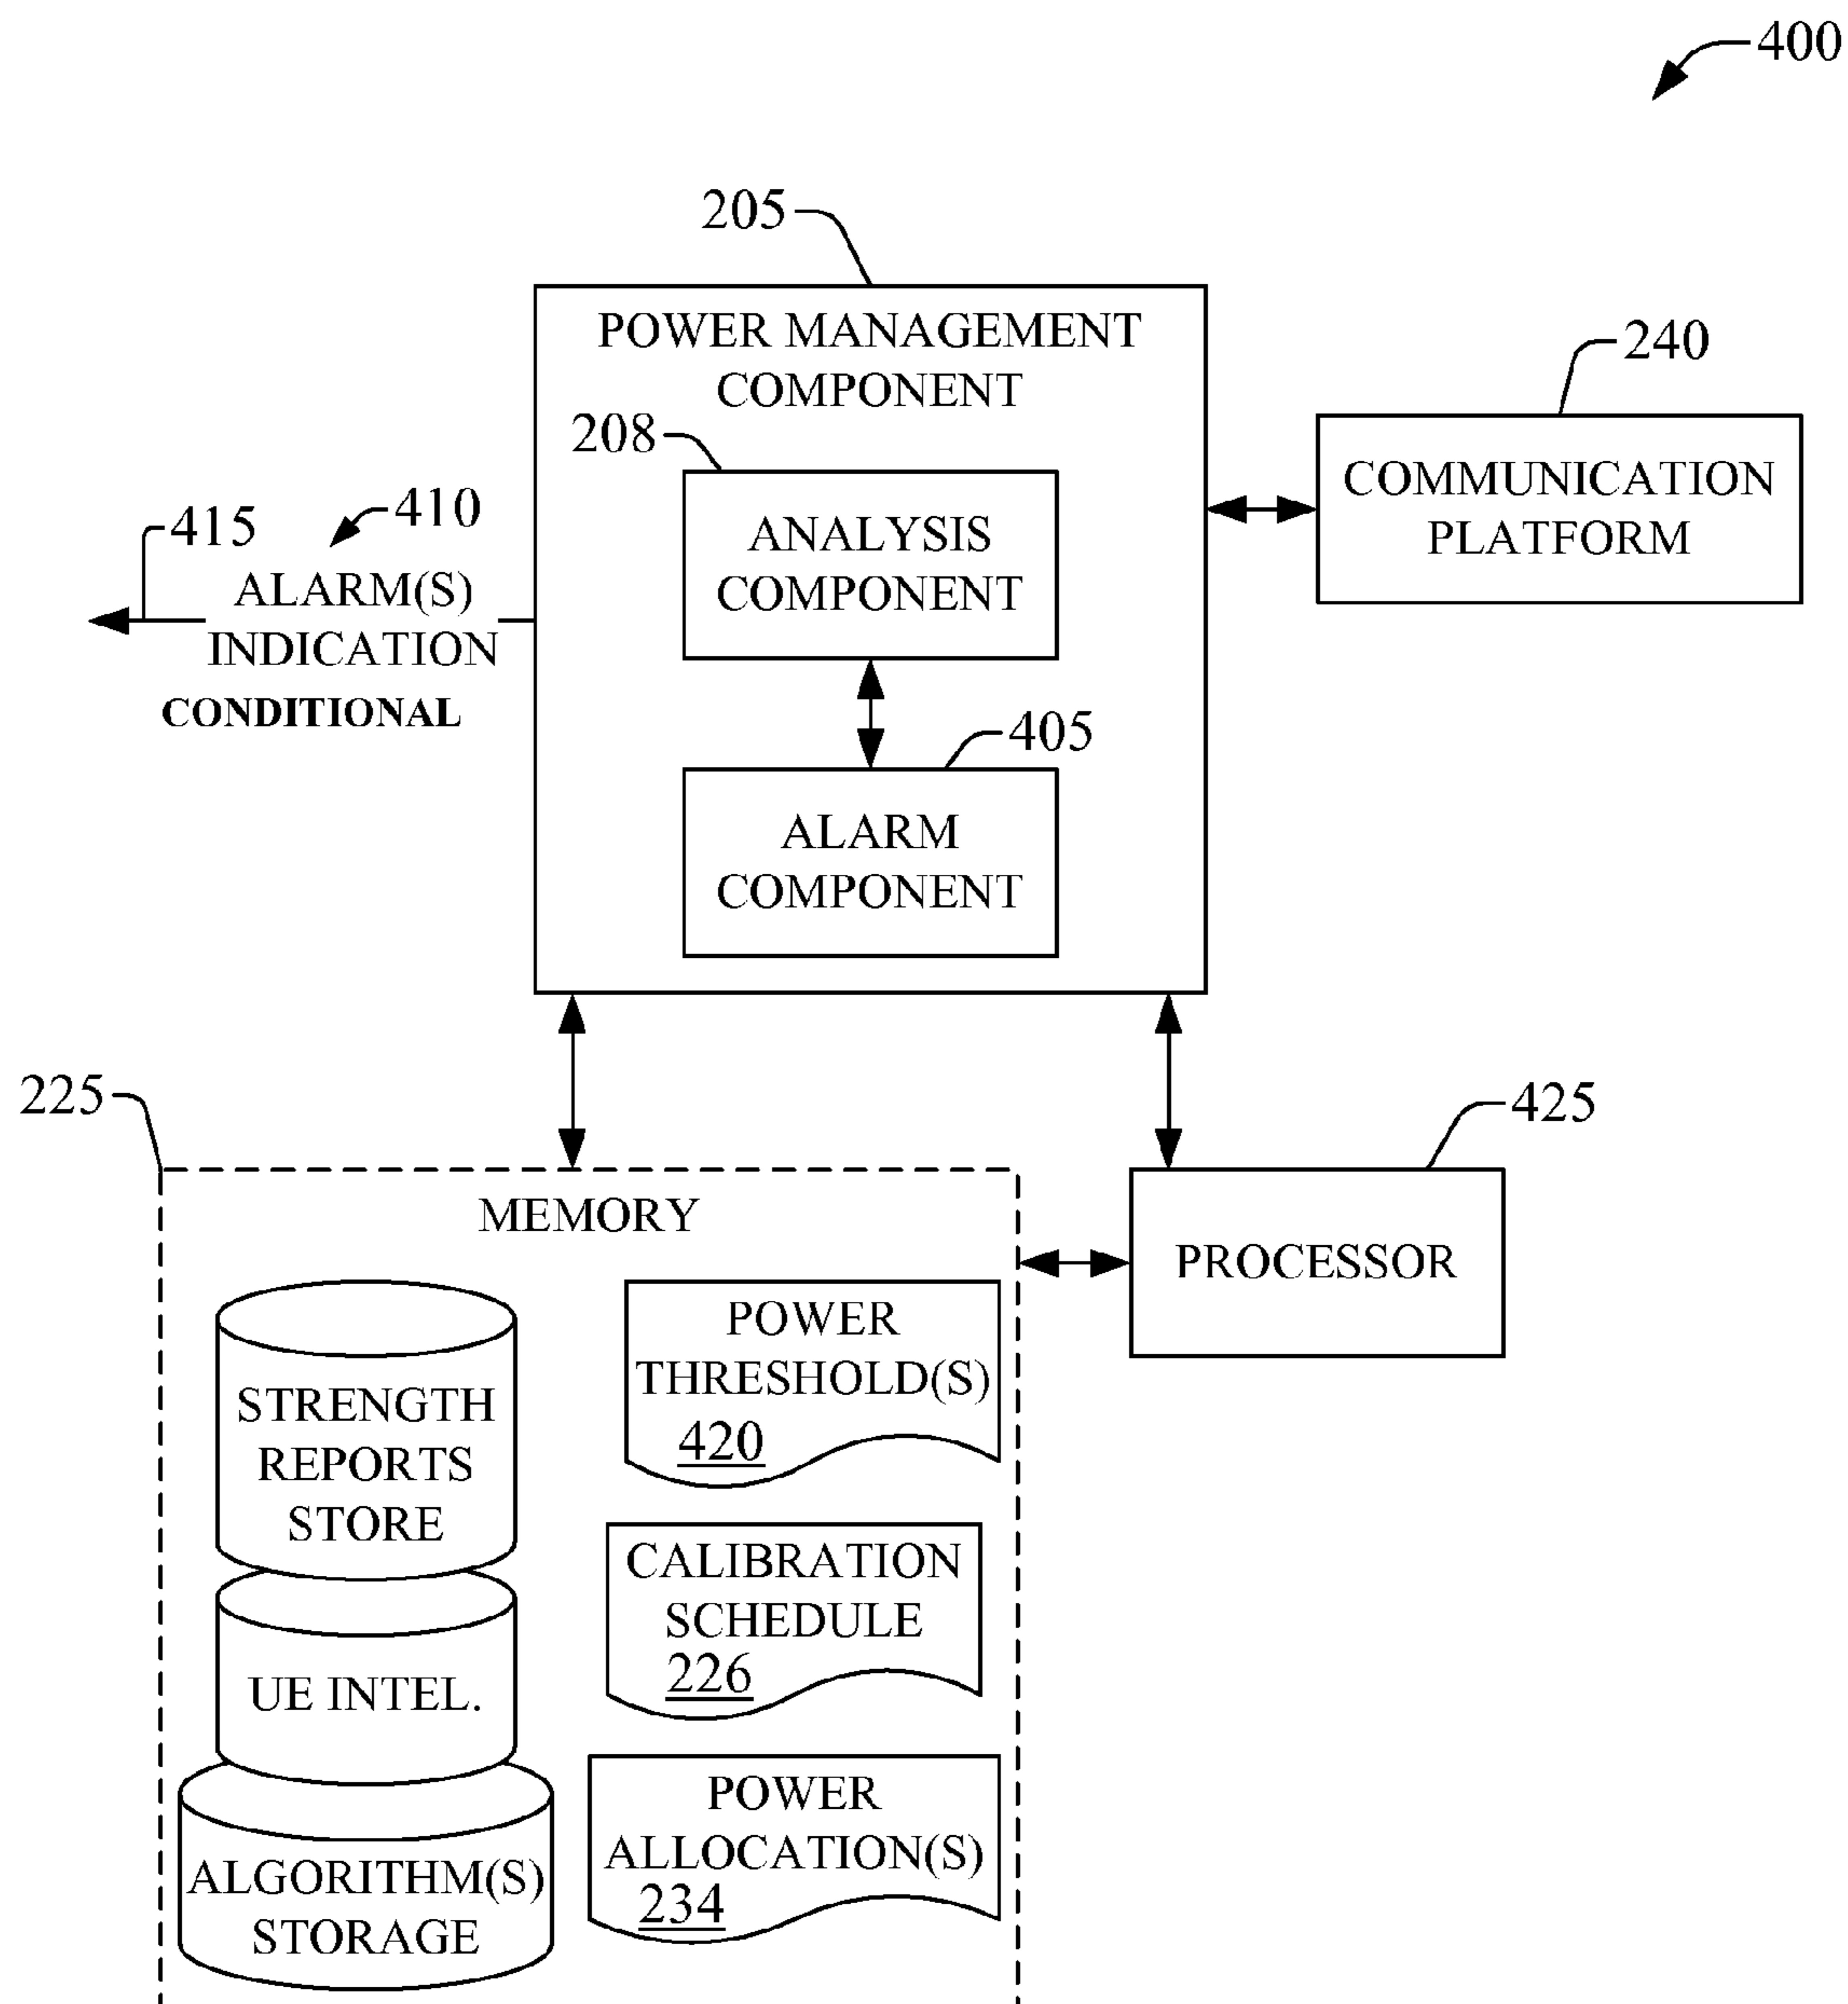 400
205
POWER MANAGEMENT
COMPONENT
240
208
COMMUNICATION
PLATFORM
ANALYSIS
COMPONENT
415
410
ALARM(S)
INDICATION
CONDITIONAL
405
ALARM
COMPONENT
225
425
MEMORY
PROCESSOR
STRENGTH
REPORTS
STORE
POWER
THRESHOLD(S)
420
CALIBRATION
SCHEDULE
226
UE INTEL.
POWER
ALLOCATION(S)
234
ALGORITHM(S)
STORAGE